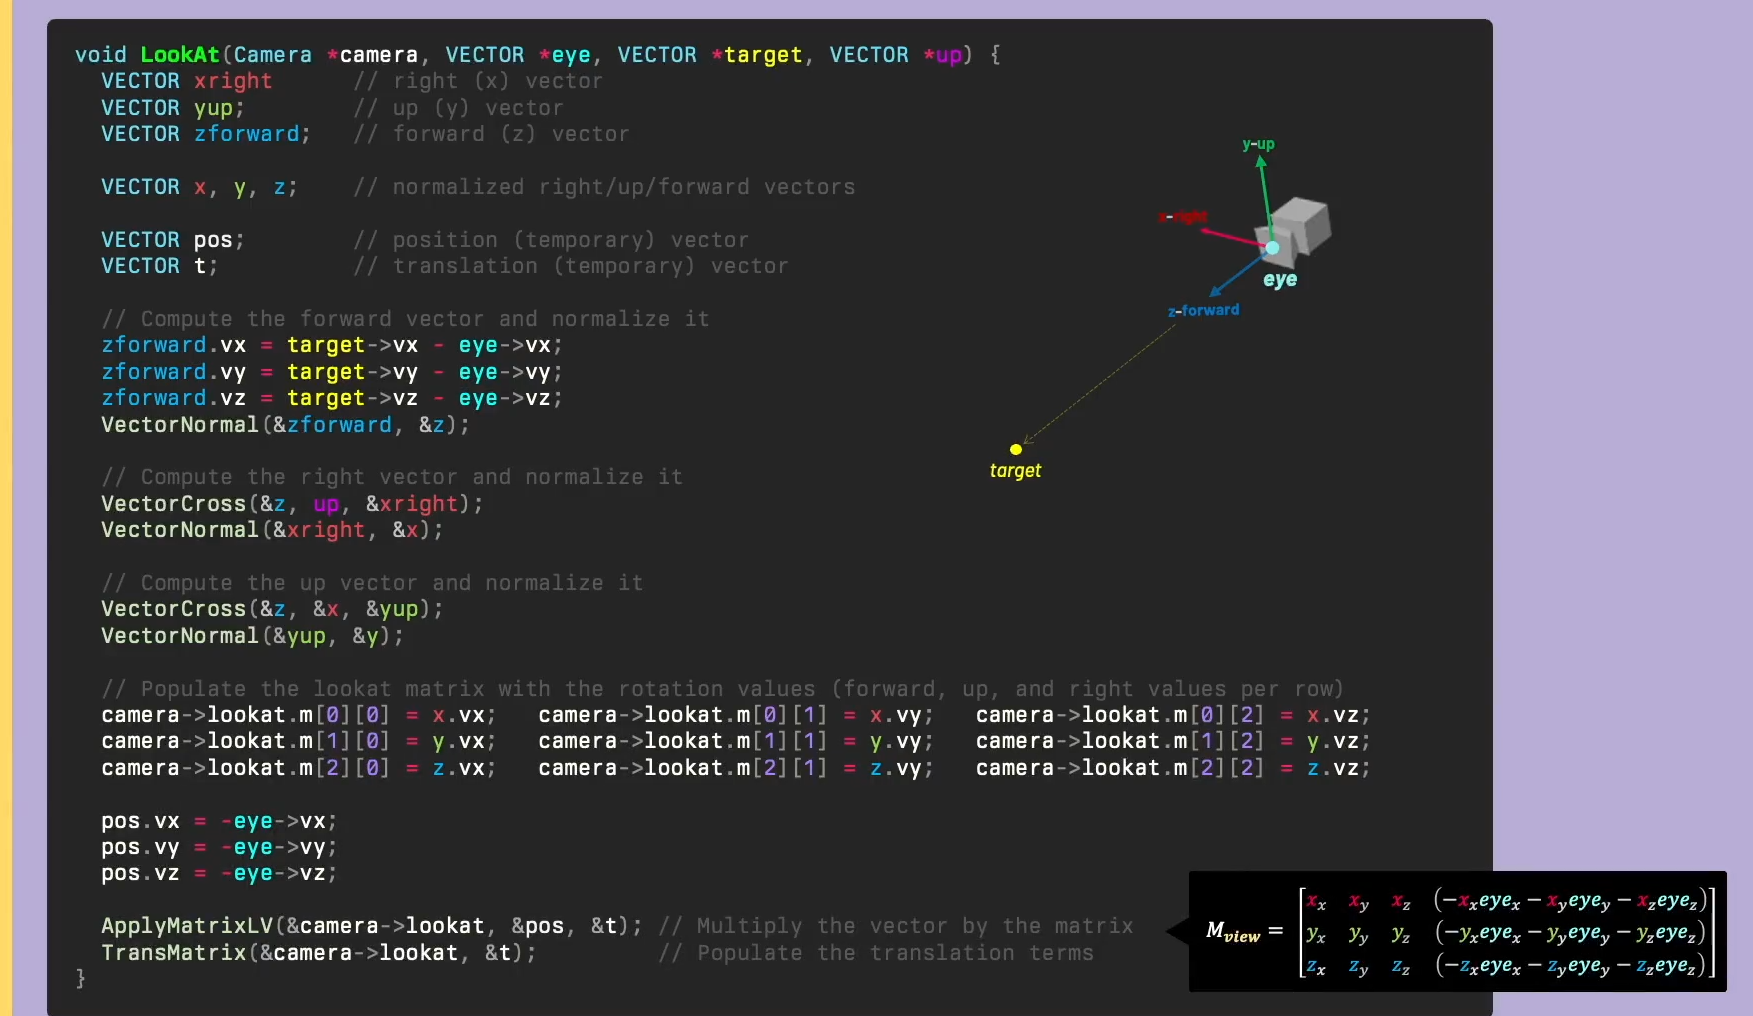 void LookAt(Camera *camera, VECTOR *eye, VECTOR *target, VECTOR *up) {
VECTOR xright // right (x) vector
VECTOR yup; // up (y) vector
VECTOR zforward; // forward (z) vector
VECTOR x, y, z; // normalized right/up/forward vectors
VECTOR pos; // position (temporary) vector
VECTOR t; // translation (temporary) vector
// Compute the forward vector and normalize it
zforward.vx = target->vx - eye->vx;
zforward.vy = target->vy - eye->vy;
zforward.vz = target->vz - eye->vz;
VectorNormal(&zforward, &z);
// Compute the right vector and normalize it
VectorCross(&z, up, &xright);
VectorNormal(&xright, &x);
// Compute the up vector and normalize it
VectorCross(&z, &x, &yup);
VectorNormal(&yup, &y);
// Populate the lookat matrix with the rotation values (forward, up, and right values per row)
camera->lookat.m[0][0] = x.vx; camera->lookat.m[0][1] = x.vy; camera->lookat.m[0][2] = x.vz;
camera->lookat.m[1][0] = y.vx; camera->lookat.m[1][1] = y.vy; camera->lookat.m[1][2] = y.vz;
camera->lookat.m[2][0] = z.vx; camera->lookat.m[2][1] = z.vy; camera->lookat.m[2][2] = z.vz;
pos.vx = -eye->vx;
pos.vy = -eye->vy;
pos.vz = -eye->vz;
ApplyMatrixLV(&camera->lookat, &pos, &t); // Multiply the vector by the matrix
TransMatrix(&camera->lookat, &t); // Populate the translation terms
}
y-up
x-right
eye
z-forward
target
x_x x_y x_z (−x_x eye_x − x_y eye_y − x_z eye_z)
M_view = y_x y_y y_z (−y_x eye_x − y_y eye_y − y_z eye_z)
z_x z_y z_z (−z_x eye_x − z_y eye_y − z_z eye_z)